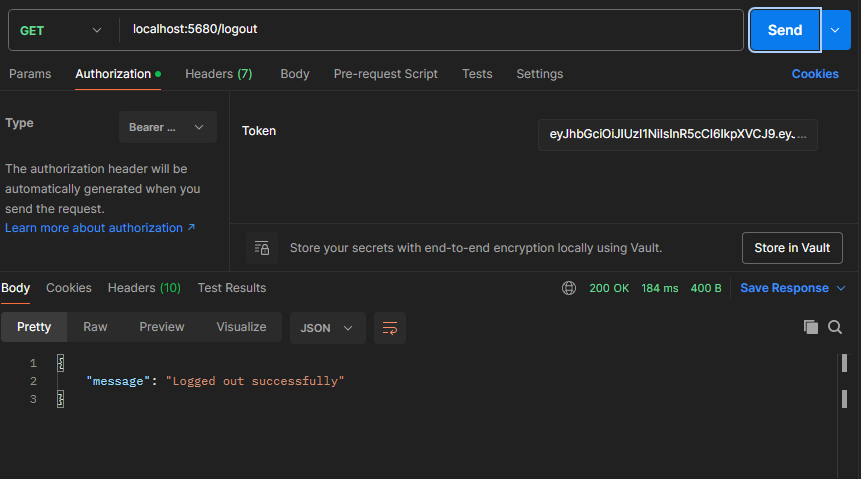 GET localhost:5680/logout Send
Params Authorization Headers (7) Body Pre-request Script Tests Settings Cookies
Type Bearer ... Token eyJhbGciOiJIUzI1NiIsInR5cCI6IkpXVCJ9.eyJ...
The authorization header will be
automatically generated when you
send the request.
Learn more about authorization ↗
Store your secrets with end-to-end encryption locally using Vault. Store in Vault
Body Cookies Headers (10) Test Results 200 OK 184 ms 400 B Save Response
Pretty Raw Preview Visualize JSON
1 {
2 "message": "Logged out successfully"
3 }